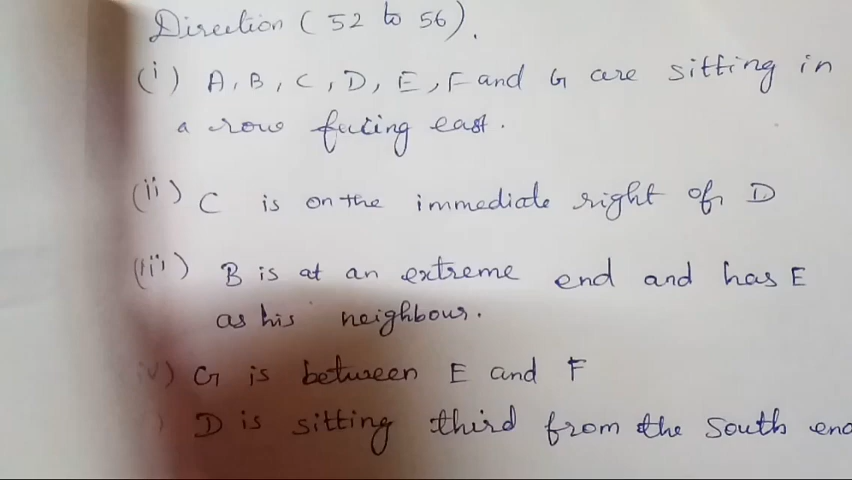 Direction ( 52 to 56 ).
(i) A, B, C, D, E, F and G are sitting in
a row facing east.
(ii) C is on the immediate right of D
(iii) B is at an extreme end and has E
as his neighbour.
iv) G is between E and F
) D is sitting third from the South end